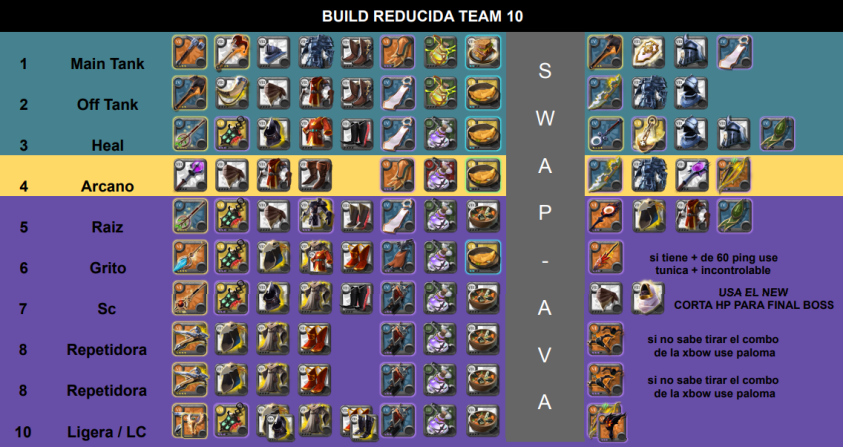 BUILD REDUCIDA TEAM 10
1 Main Tank
2 Off Tank
3 Heal
4 Arcano
5 Raiz
6 Grito
si tiene + de 60 ping use
tunica + incontrolable
7 Sc
USA EL NEW
CORTA HP PARA FINAL BOSS
8 Repetidora
si no sabe tirar el combo
de la xbow use paloma
8 Repetidora
si no sabe tirar el combo
de la xbow use paloma
10 Ligera / LC
S
W
A
P
-
A
V
A